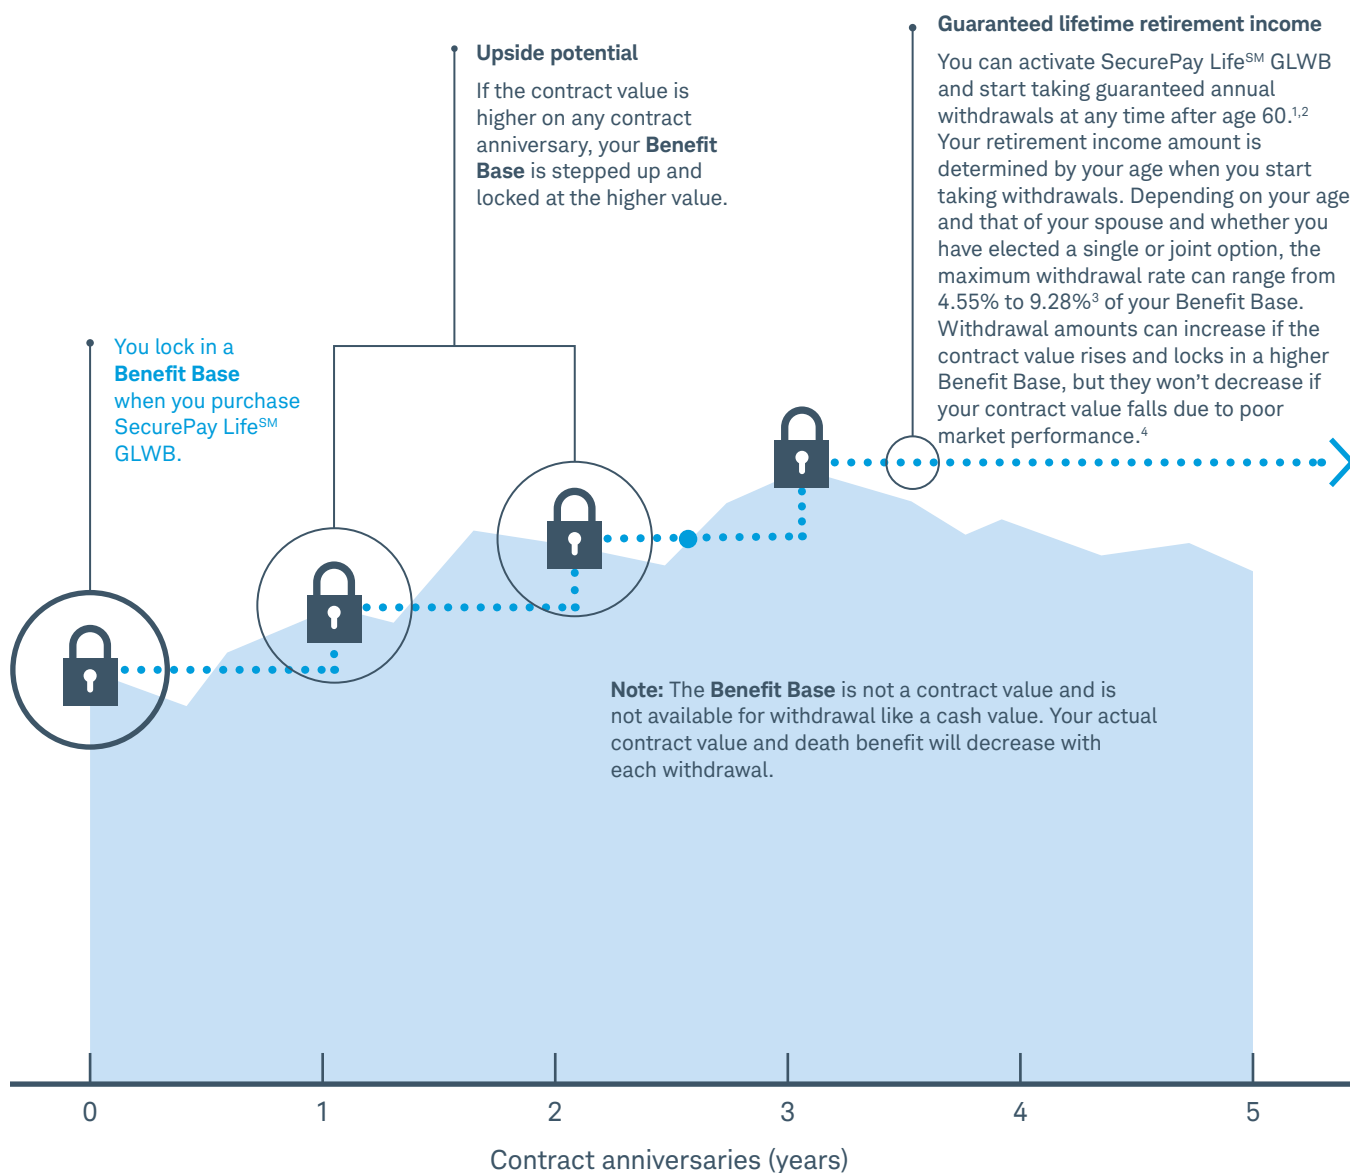 Guaranteed lifetime retirement income
You can activate SecurePay Life℠ GLWB
and start taking guaranteed annual
withdrawals at any time after age 60.¹,²
Your retirement income amount is
determined by your age when you start
taking withdrawals. Depending on your age
and that of your spouse and whether you
have elected a single or joint option, the
maximum withdrawal rate can range from
4.55% to 9.28%³ of your Benefit Base.
Withdrawal amounts can increase if the
contract value rises and locks in a higher
Benefit Base, but they won’t decrease if
your contract value falls due to poor
market performance.⁴
Upside potential
If the contract value is
higher on any contract
anniversary, your Benefit
Base is stepped up and
locked at the higher value.
You lock in a
Benefit Base
when you purchase
SecurePay Life℠
GLWB.
Note: The Benefit Base is not a contract value and is
not available for withdrawal like a cash value. Your actual
contract value and death benefit will decrease with
each withdrawal.
0 1 2 3 4 5
Contract anniversaries (years)